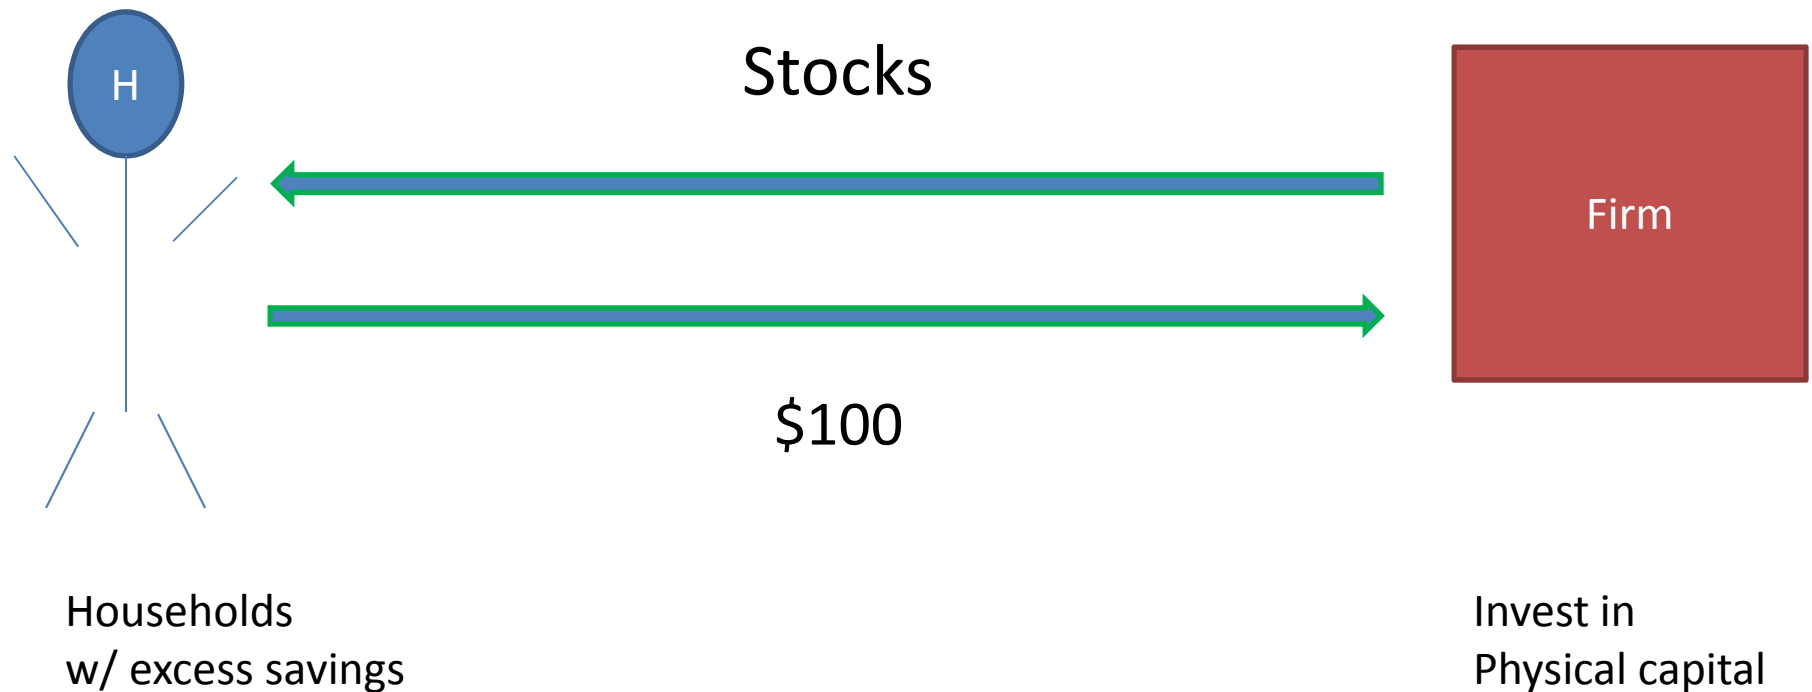 H
Stocks
Firm
$100
Households
w/ excess savings
Invest in
Physical capital